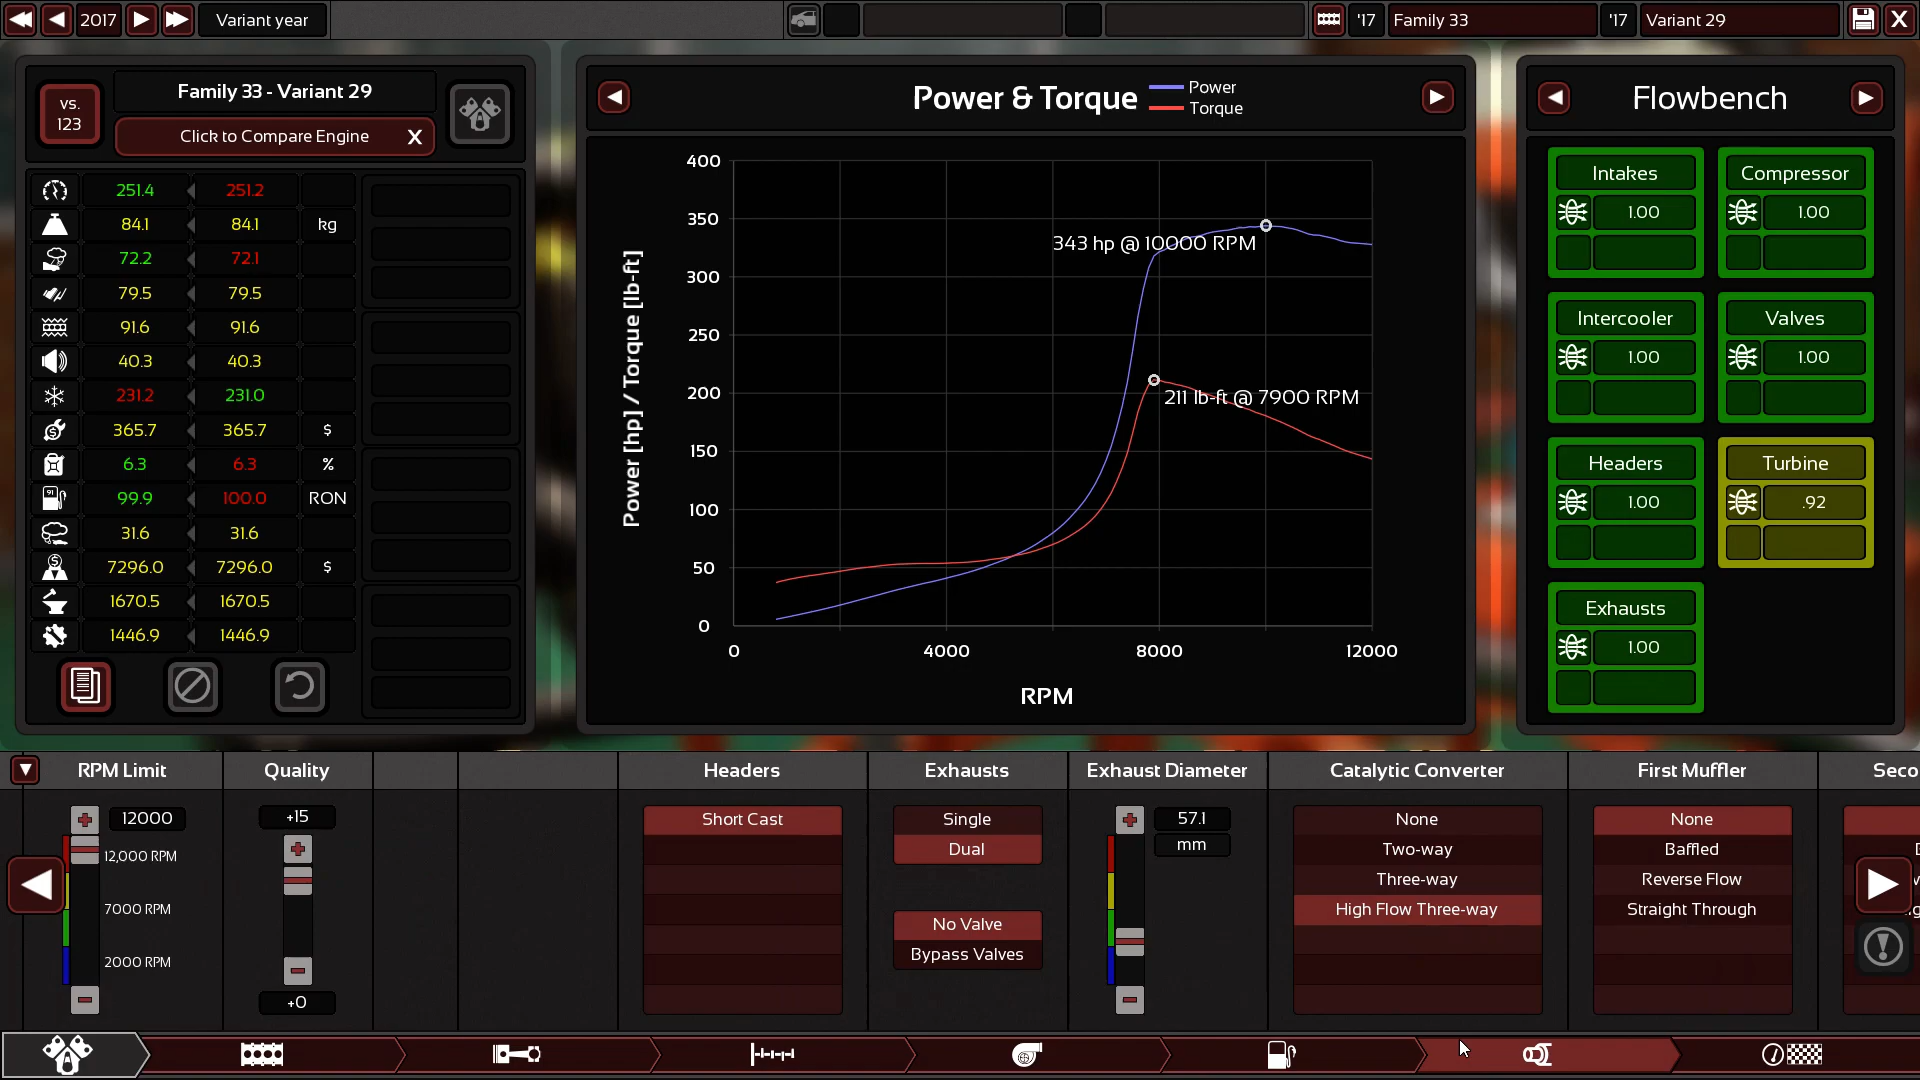 2017
Variant year
'17
Family 33
'17
Variant 29
X
vs.
123
Family 33 - Variant 29
Click to Compare Engine
X
251.4 251.2
84.1 84.1 kg
72.2 72.1
79.5 79.5
91.6 91.6
40.3 40.3
231.2 231.0
365.7 365.7 $
6.3 6.3 %
99.9 100.0 RON
31.6 31.6
7296.0 7296.0 $
1670.5 1670.5
1446.9 1446.9
Power & Torque
Power
Torque
400
350
300
250
200
150
100
50
0
Power [hp] / Torque [lb-ft]
343 hp @ 10000 RPM
211 lb-ft @ 7900 RPM
0 4000 8000 12000
RPM
Flowbench
Intakes
1.00
Compressor
1.00
Intercooler
1.00
Valves
1.00
Headers
1.00
Turbine
.92
Exhausts
1.00
RPM Limit
12000
12,000 RPM
7000 RPM
2000 RPM
Quality
+15
+0
Headers
Short Cast
Exhausts
Single
Dual
No Valve
Bypass Valves
Exhaust Diameter
57.1
mm
Catalytic Converter
None
Two-way
Three-way
High Flow Three-way
First Muffler
None
Baffled
Reverse Flow
Straight Through
Seco